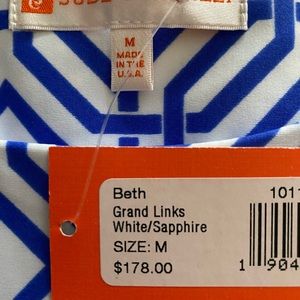 M
MADE
IN THE
U.S.A.
Beth 1011
Grand Links
White/Sapphire
SIZE: M
$178.00
1 904